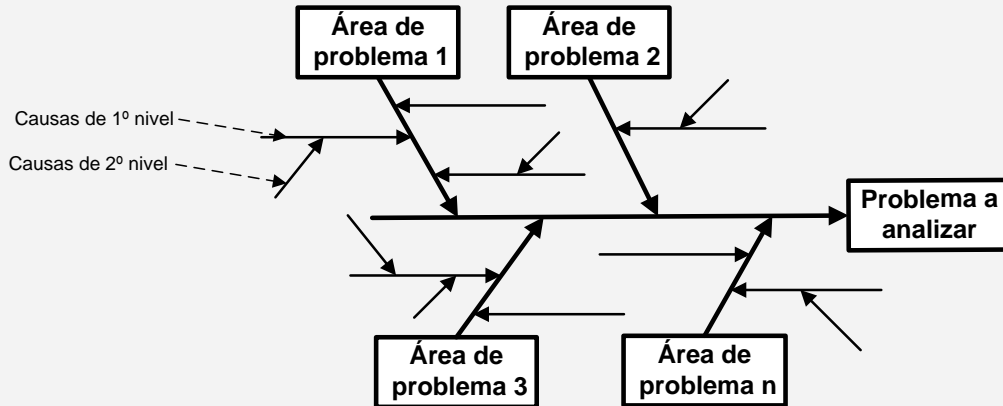 Área de
problema 1
Área de
problema 2
Causas de 1º nivel
Causas de 2º nivel
Problema a
analizar
Área de
problema 3
Área de
problema n